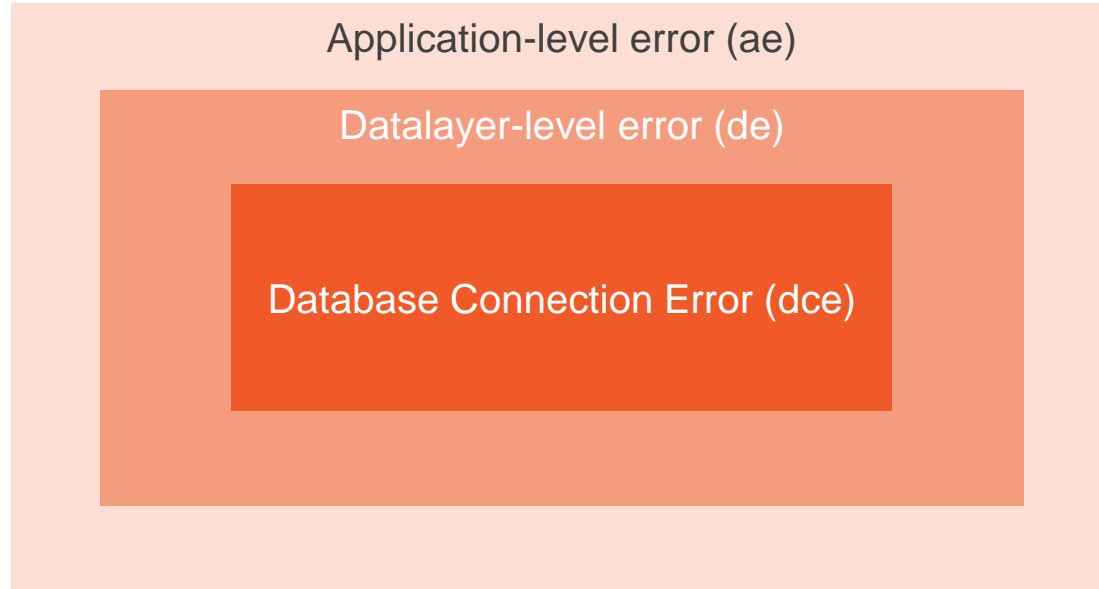 Application-level error (ae)
Datalayer-level error (de)
Database Connection Error (dce)